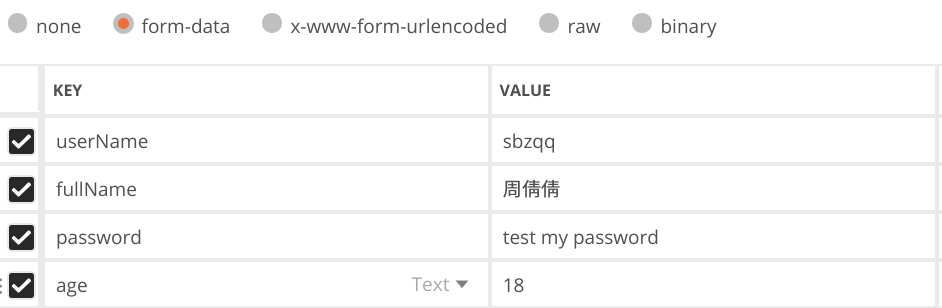 none form-data x-www-form-urlencoded raw binary
KEY VALUE
userName sbzqq
fullName 周倩倩
password test my password
age Text 18